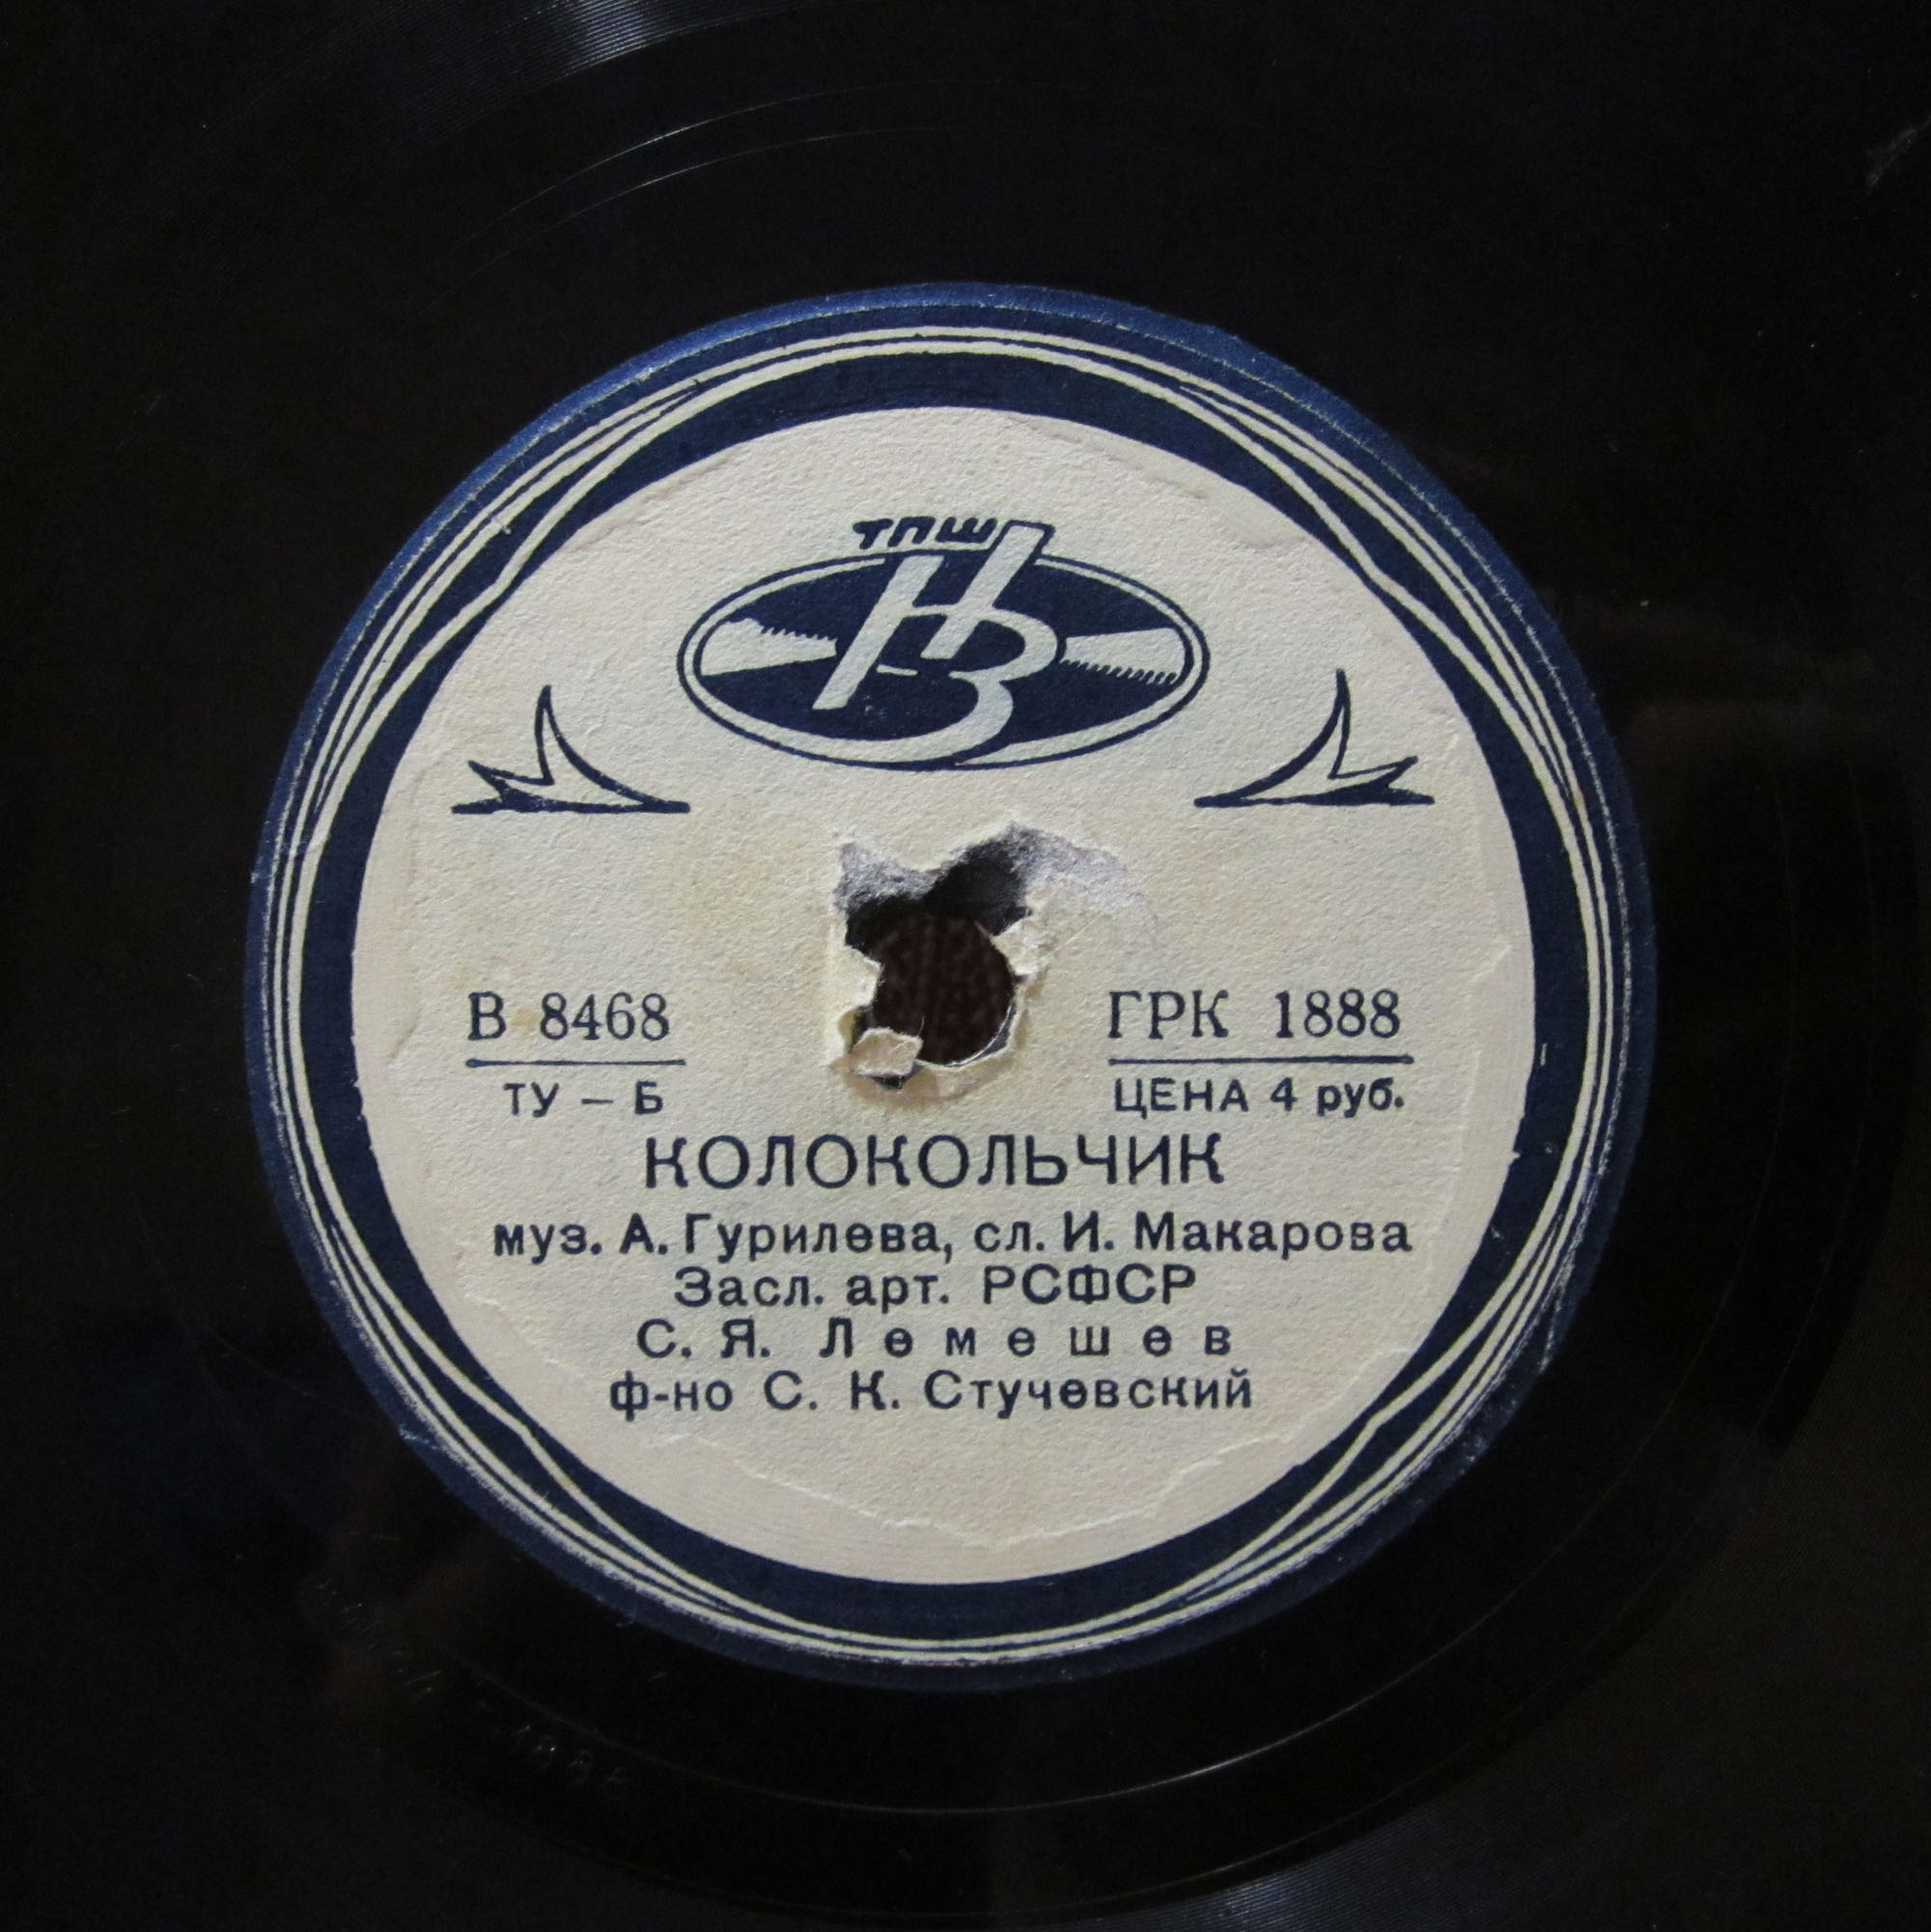 ТПШ
НЗ
В 8468 ГРК 1888
ТУ – Б ЦЕНА 4 руб.
КОЛОКОЛЬЧИК
муз. А. Гурилева, сл. И. Макарова
Засл. арт. РСФСР
С. Я. Лемешев
ф-но С. К. Стучевский